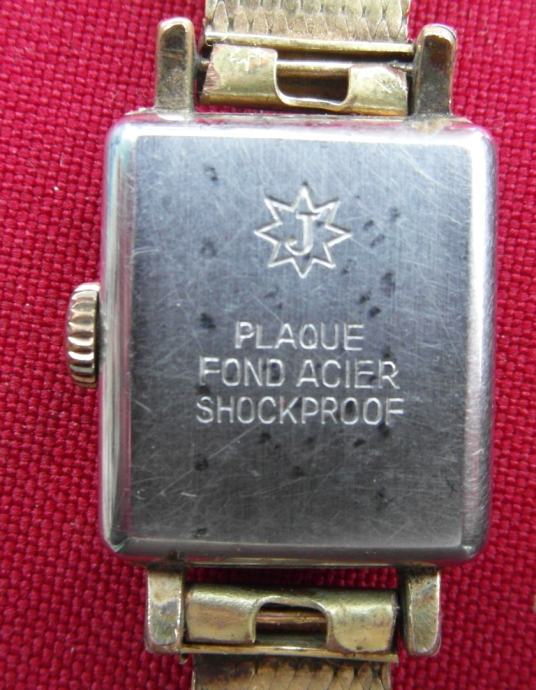 J
PLAQUE
FOND ACIER
SHOCKPROOF